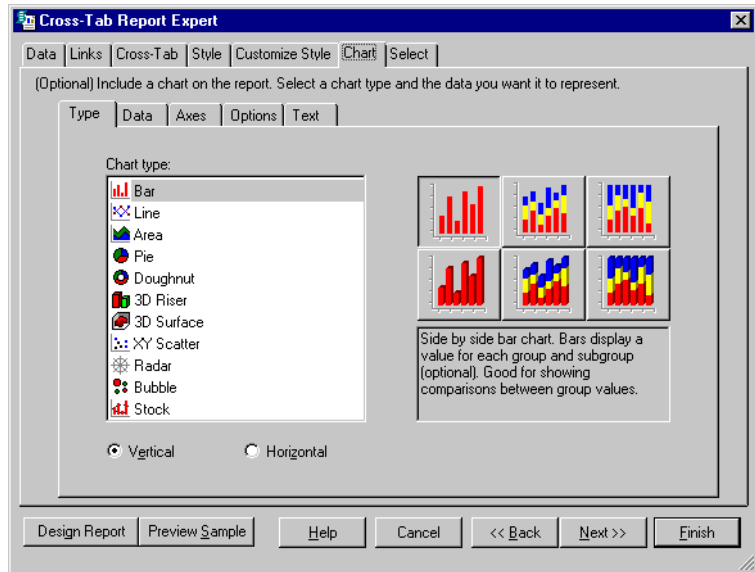 Cross-Tab Report Expert
Data Links Cross-Tab Style Customize Style Chart Select
(Optional) Include a chart on the report. Select a chart type and the data you want it to represent.
Type Data Axes Options Text
Chart type:
Bar
Line
Area
Pie
Doughnut
3D Riser
3D Surface
XY Scatter
Radar
Bubble
Stock
Side by side bar chart. Bars display a
value for each group and subgroup
(optional). Good for showing
comparisons between group values.
Vertical Horizontal
Design Report Preview Sample Help Cancel << Back Next >> Finish